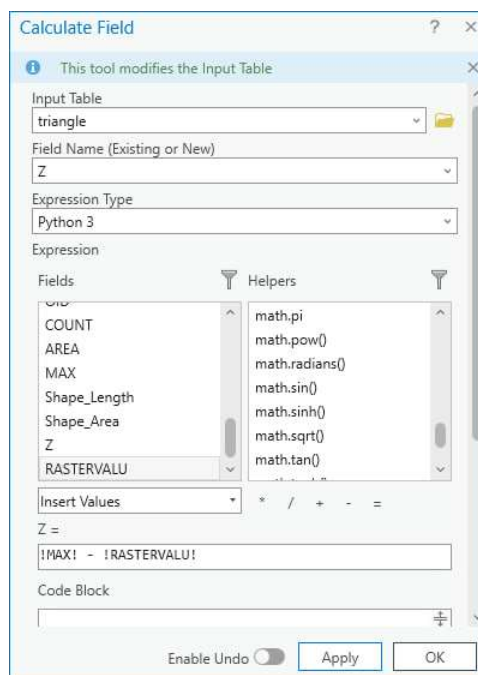 Calculate Field ? ×
This tool modifies the Input Table ×
Input Table
triangle
Field Name (Existing or New)
Z
Expression Type
Python 3
Expression
Fields Helpers
OID math.pi
COUNT math.pow()
AREA math.radians()
MAX math.sin()
Shape_Length math.sinh()
Shape_Area math.sqrt()
Z math.tan()
RASTERVALU
Insert Values * / + - =
Z =
!MAX! - !RASTERVALU!
Code Block
Enable Undo Apply OK